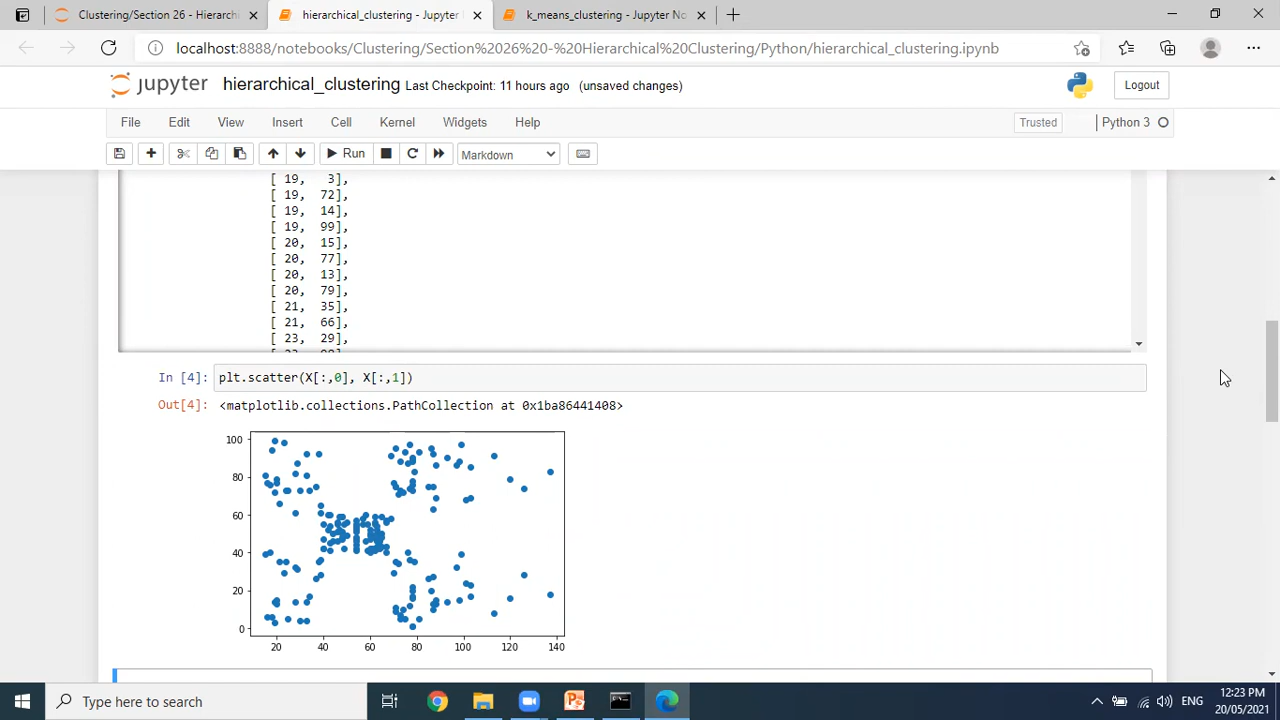 Clustering/Section 26 - Hierarch
hierarchical_clustering - Jupyter
k_means_clustering - Jupyter No
localhost:8888/notebooks/Clustering/Section%2026%20-%20Hierarchical%20Clustering/Python/hierarchical_clustering.ipynb
jupyter hierarchical_clustering Last Checkpoint: 11 hours ago (unsaved changes)
Logout
File Edit View Insert Cell Kernel Widgets Help
Trusted
Python 3
Run
Markdown
[ 19, 3],
[ 19, 72],
[ 19, 14],
[ 19, 99],
[ 20, 15],
[ 20, 77],
[ 20, 13],
[ 20, 79],
[ 21, 35],
[ 21, 66],
[ 23, 29],
In [4]: plt.scatter(X[:,0], X[:,1])
Out[4]: <matplotlib.collections.PathCollection at 0x1ba86441408>
100
80
60
40
20
0
20 40 60 80 100 120 140
Type here to search
ENG
12:23 PM
20/05/2021